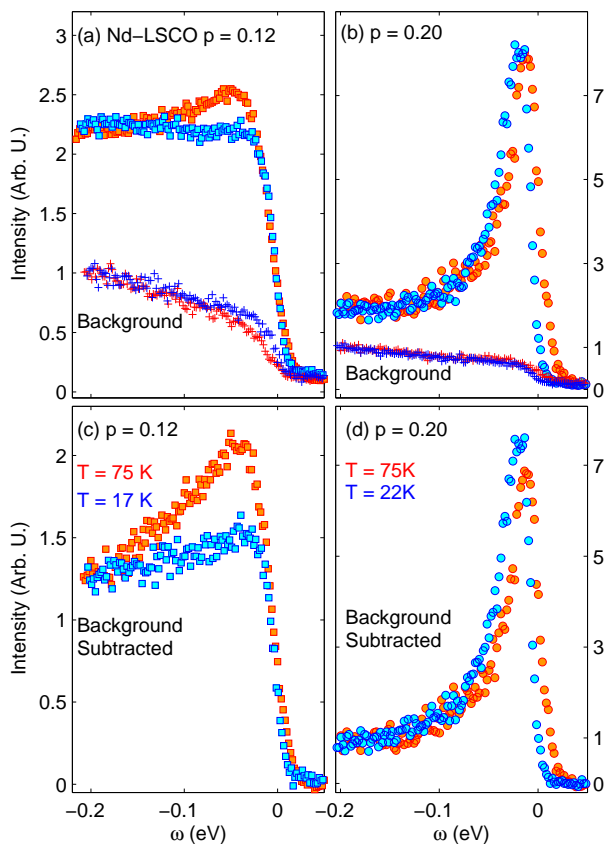 (a) Nd−LSCO p = 0.12
(b) p = 0.20
3
2.5
2
1.5
1
0.5
0
Intensity (Arb. U.)
Background
Background
7
5
3
1
(c) p = 0.12
(d) p = 0.20
T = 75 K
T = 17 K
T = 75K
T = 22K
2
1.5
1
0.5
0
Intensity (Arb. U.)
Background
Subtracted
Background
Subtracted
7
5
3
1
0
−0.2
−0.1
0
−0.2
−0.1
0
ω (eV)
ω (eV)